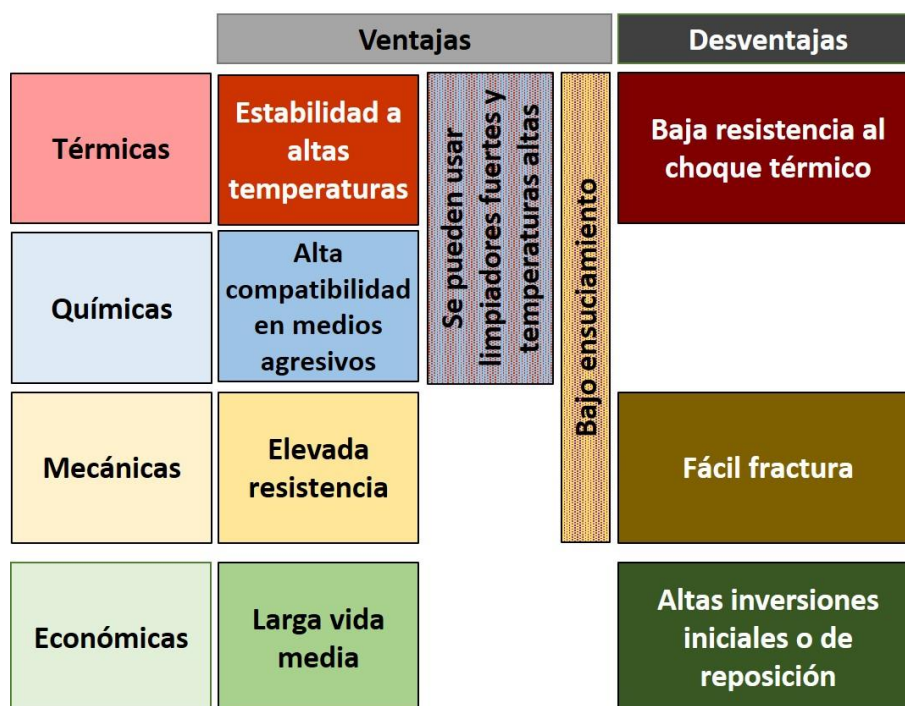 Ventajas
Desventajas
Térmicas
Estabilidad a
altas
temperaturas
Se pueden usar
limpiadores fuertes y
temperaturas altas
Bajo ensuciamiento
Baja resistencia al
choque térmico
Químicas
Alta
compatibilidad
en medios
agresivos
Mecánicas
Elevada
resistencia
Fácil fractura
Económicas
Larga vida
media
Altas inversiones
iniciales o de
reposición